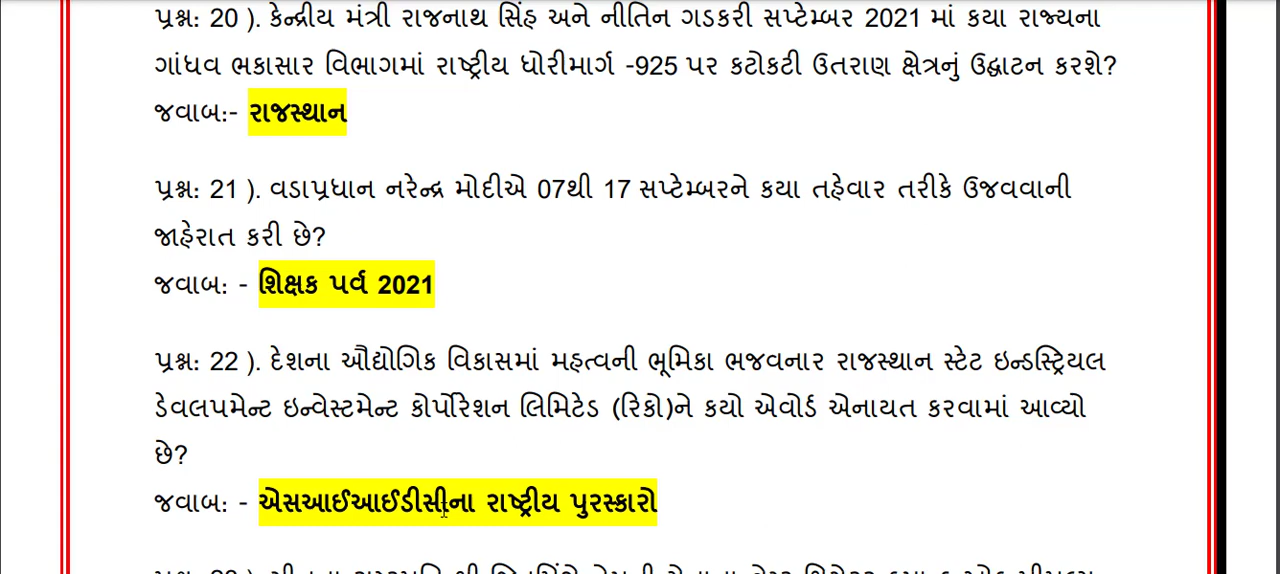 પ્રશ્ન: 20 ). કેન્દ્રીય મંત્રી રાજનાથ સિંહ અને નીતિન ગડકરી સપ્ટેમ્બર 2021 માં કયા રાજ્યના
ગાંધવ ભકાસાર વિભાગમાં રાષ્ટ્રીય ધોરીમાર્ગ -925 પર કટોકટી ઉતરાણ ક્ષેત્રનું ઉદ્ઘાટન કરશે?
જવાબ:- રાજસ્થાન
પ્રશ્ન: 21 ). વડાપ્રધાન નરેન્દ્ર મોદીએ 07થી 17 સપ્ટેમ્બરને કયા તહેવાર તરીકે ઉજવવાની
જાહેરાત કરી છે?
જવાબ: - શિક્ષક પર્વ 2021
પ્રશ્ન: 22 ). દેશના ઔદ્યોગિક વિકાસમાં મહત્વની ભૂમિકા ભજવનાર રાજસ્થાન સ્ટેટ ઇન્ડસ્ટ્રિયલ
ડેવલપમેન્ટ ઇન્વેસ્ટમેન્ટ કોર્પોરેશન લિમિટેડ (રિકો)ને કયો એવોર્ડ એનાયત કરવામાં આવ્યો
છે?
જવાબ: - એસઆઈઆઈડીસીના રાષ્ટ્રીય પુરસ્કારો